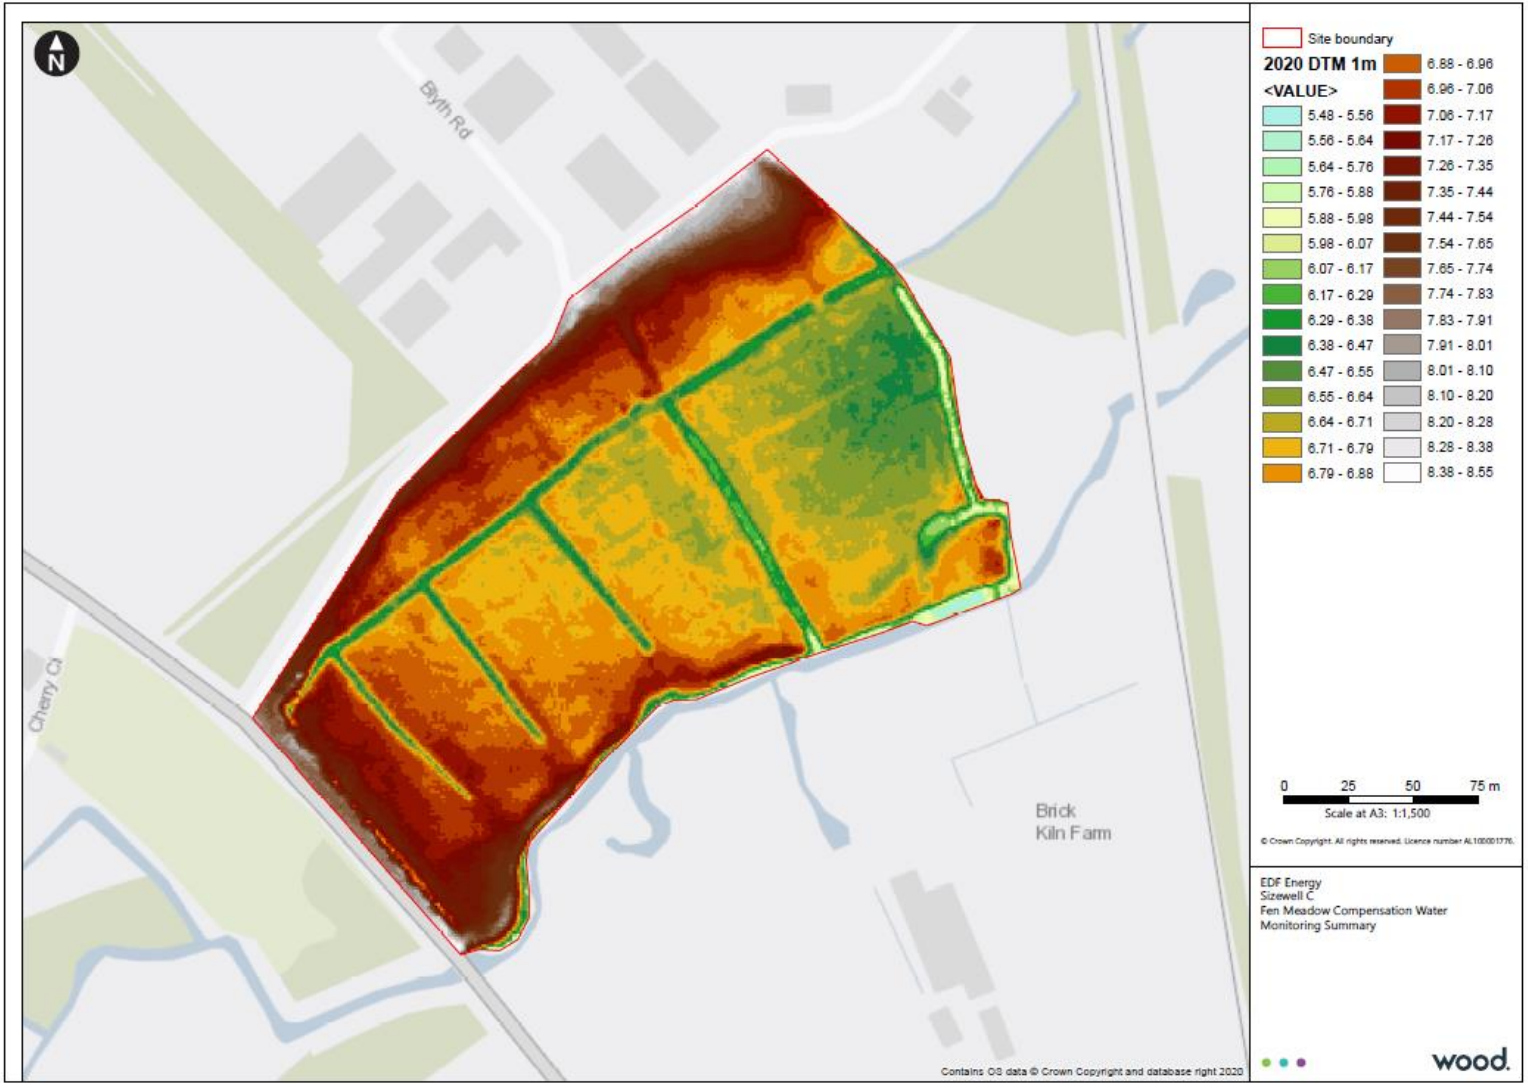 N
Blyth Rd
Cherry Cl
Brick
Kiln Farm
Contains OS data © Crown Copyright and database right 2020
Site boundary
2020 DTM 1m
<VALUE>
5.48 - 5.56
5.56 - 5.64
5.64 - 5.76
5.76 - 5.88
5.88 - 5.98
5.98 - 6.07
6.07 - 6.17
6.17 - 6.29
6.29 - 6.38
6.38 - 6.47
6.47 - 6.55
6.55 - 6.64
6.64 - 6.71
6.71 - 6.79
6.79 - 6.88
6.88 - 6.96
6.96 - 7.06
7.06 - 7.17
7.17 - 7.26
7.26 - 7.35
7.35 - 7.44
7.44 - 7.54
7.54 - 7.65
7.65 - 7.74
7.74 - 7.83
7.83 - 7.91
7.91 - 8.01
8.01 - 8.10
8.10 - 8.20
8.20 - 8.28
8.28 - 8.38
8.38 - 8.55
0 25 50 75 m
Scale at A3: 1:1,500
© Crown Copyright. All rights reserved. Licence number AL100001776.
EDF Energy
Sizewell C
Fen Meadow Compensation Water
Monitoring Summary
wood.